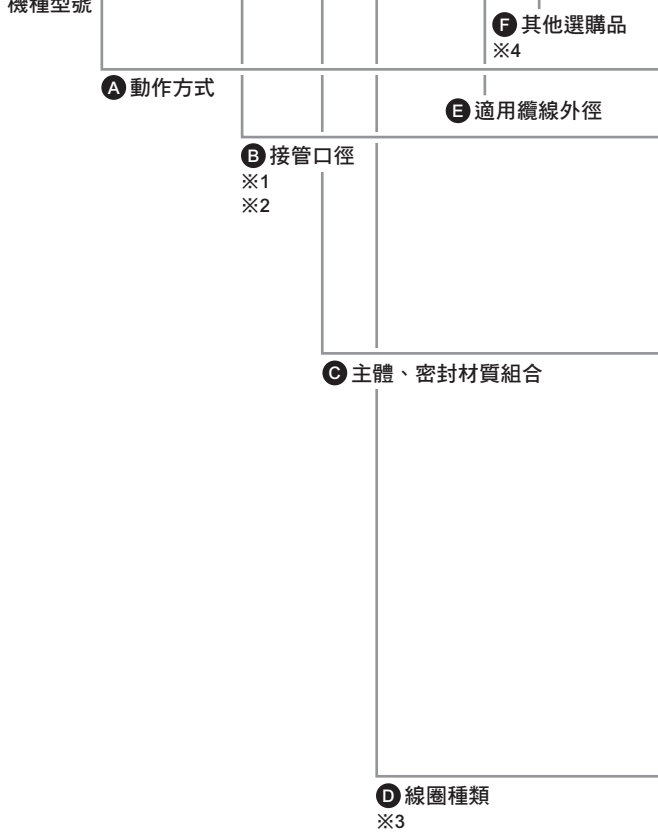 機種型號
F 其他選購品
※4
A 動作方式
E 適用纜線外徑
B 接管口徑
※1
※2
C 主體、密封材質組合
D 線圈種類
※3